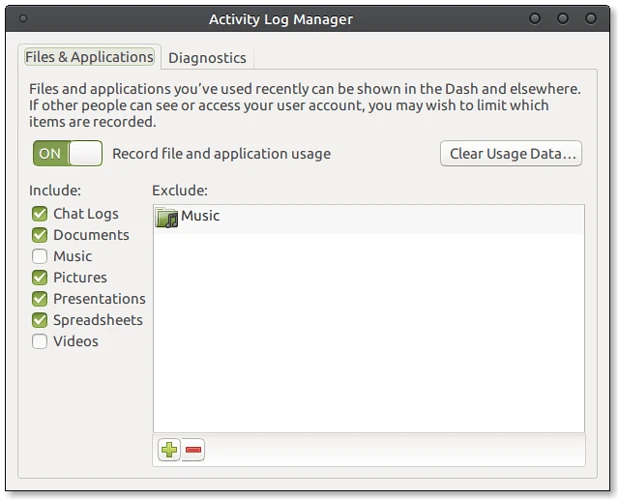 Activity Log Manager
Files & Applications
Diagnostics
Files and applications you’ve used recently can be shown in the Dash and elsewhere.
If other people can see or access your user account, you may wish to limit which
items are recorded.
ON
Record file and application usage
Clear Usage Data…
Include:
Exclude:
Chat Logs
Music
Documents
Music
Pictures
Presentations
Spreadsheets
Videos